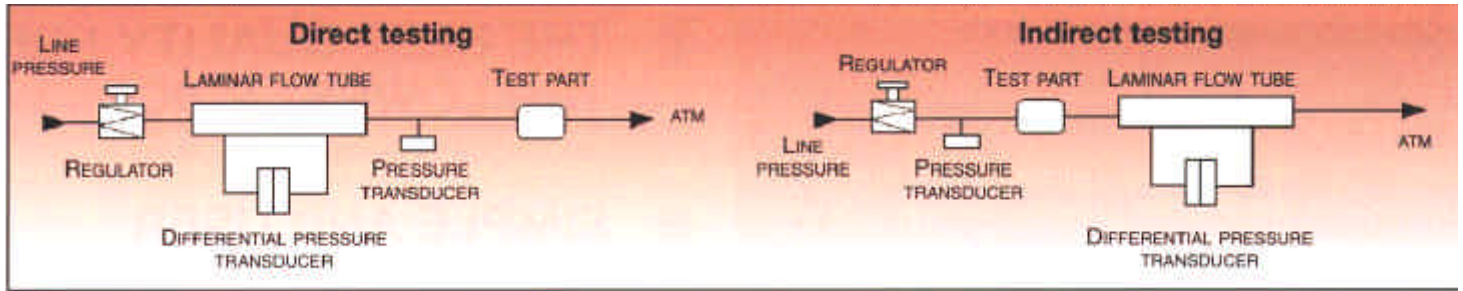 Direct testing
LINE
PRESSURE
LAMINAR FLOW TUBE
TEST PART
ATM
REGULATOR
PRESSURE
TRANSDUCER
DIFFERENTIAL PRESSURE
TRANSDUCER
Indirect testing
REGULATOR
TEST PART
LAMINAR FLOW TUBE
LINE
PRESSURE
PRESSURE
TRANSDUCER
ATM
DIFFERENTIAL PRESSURE
TRANSDUCER